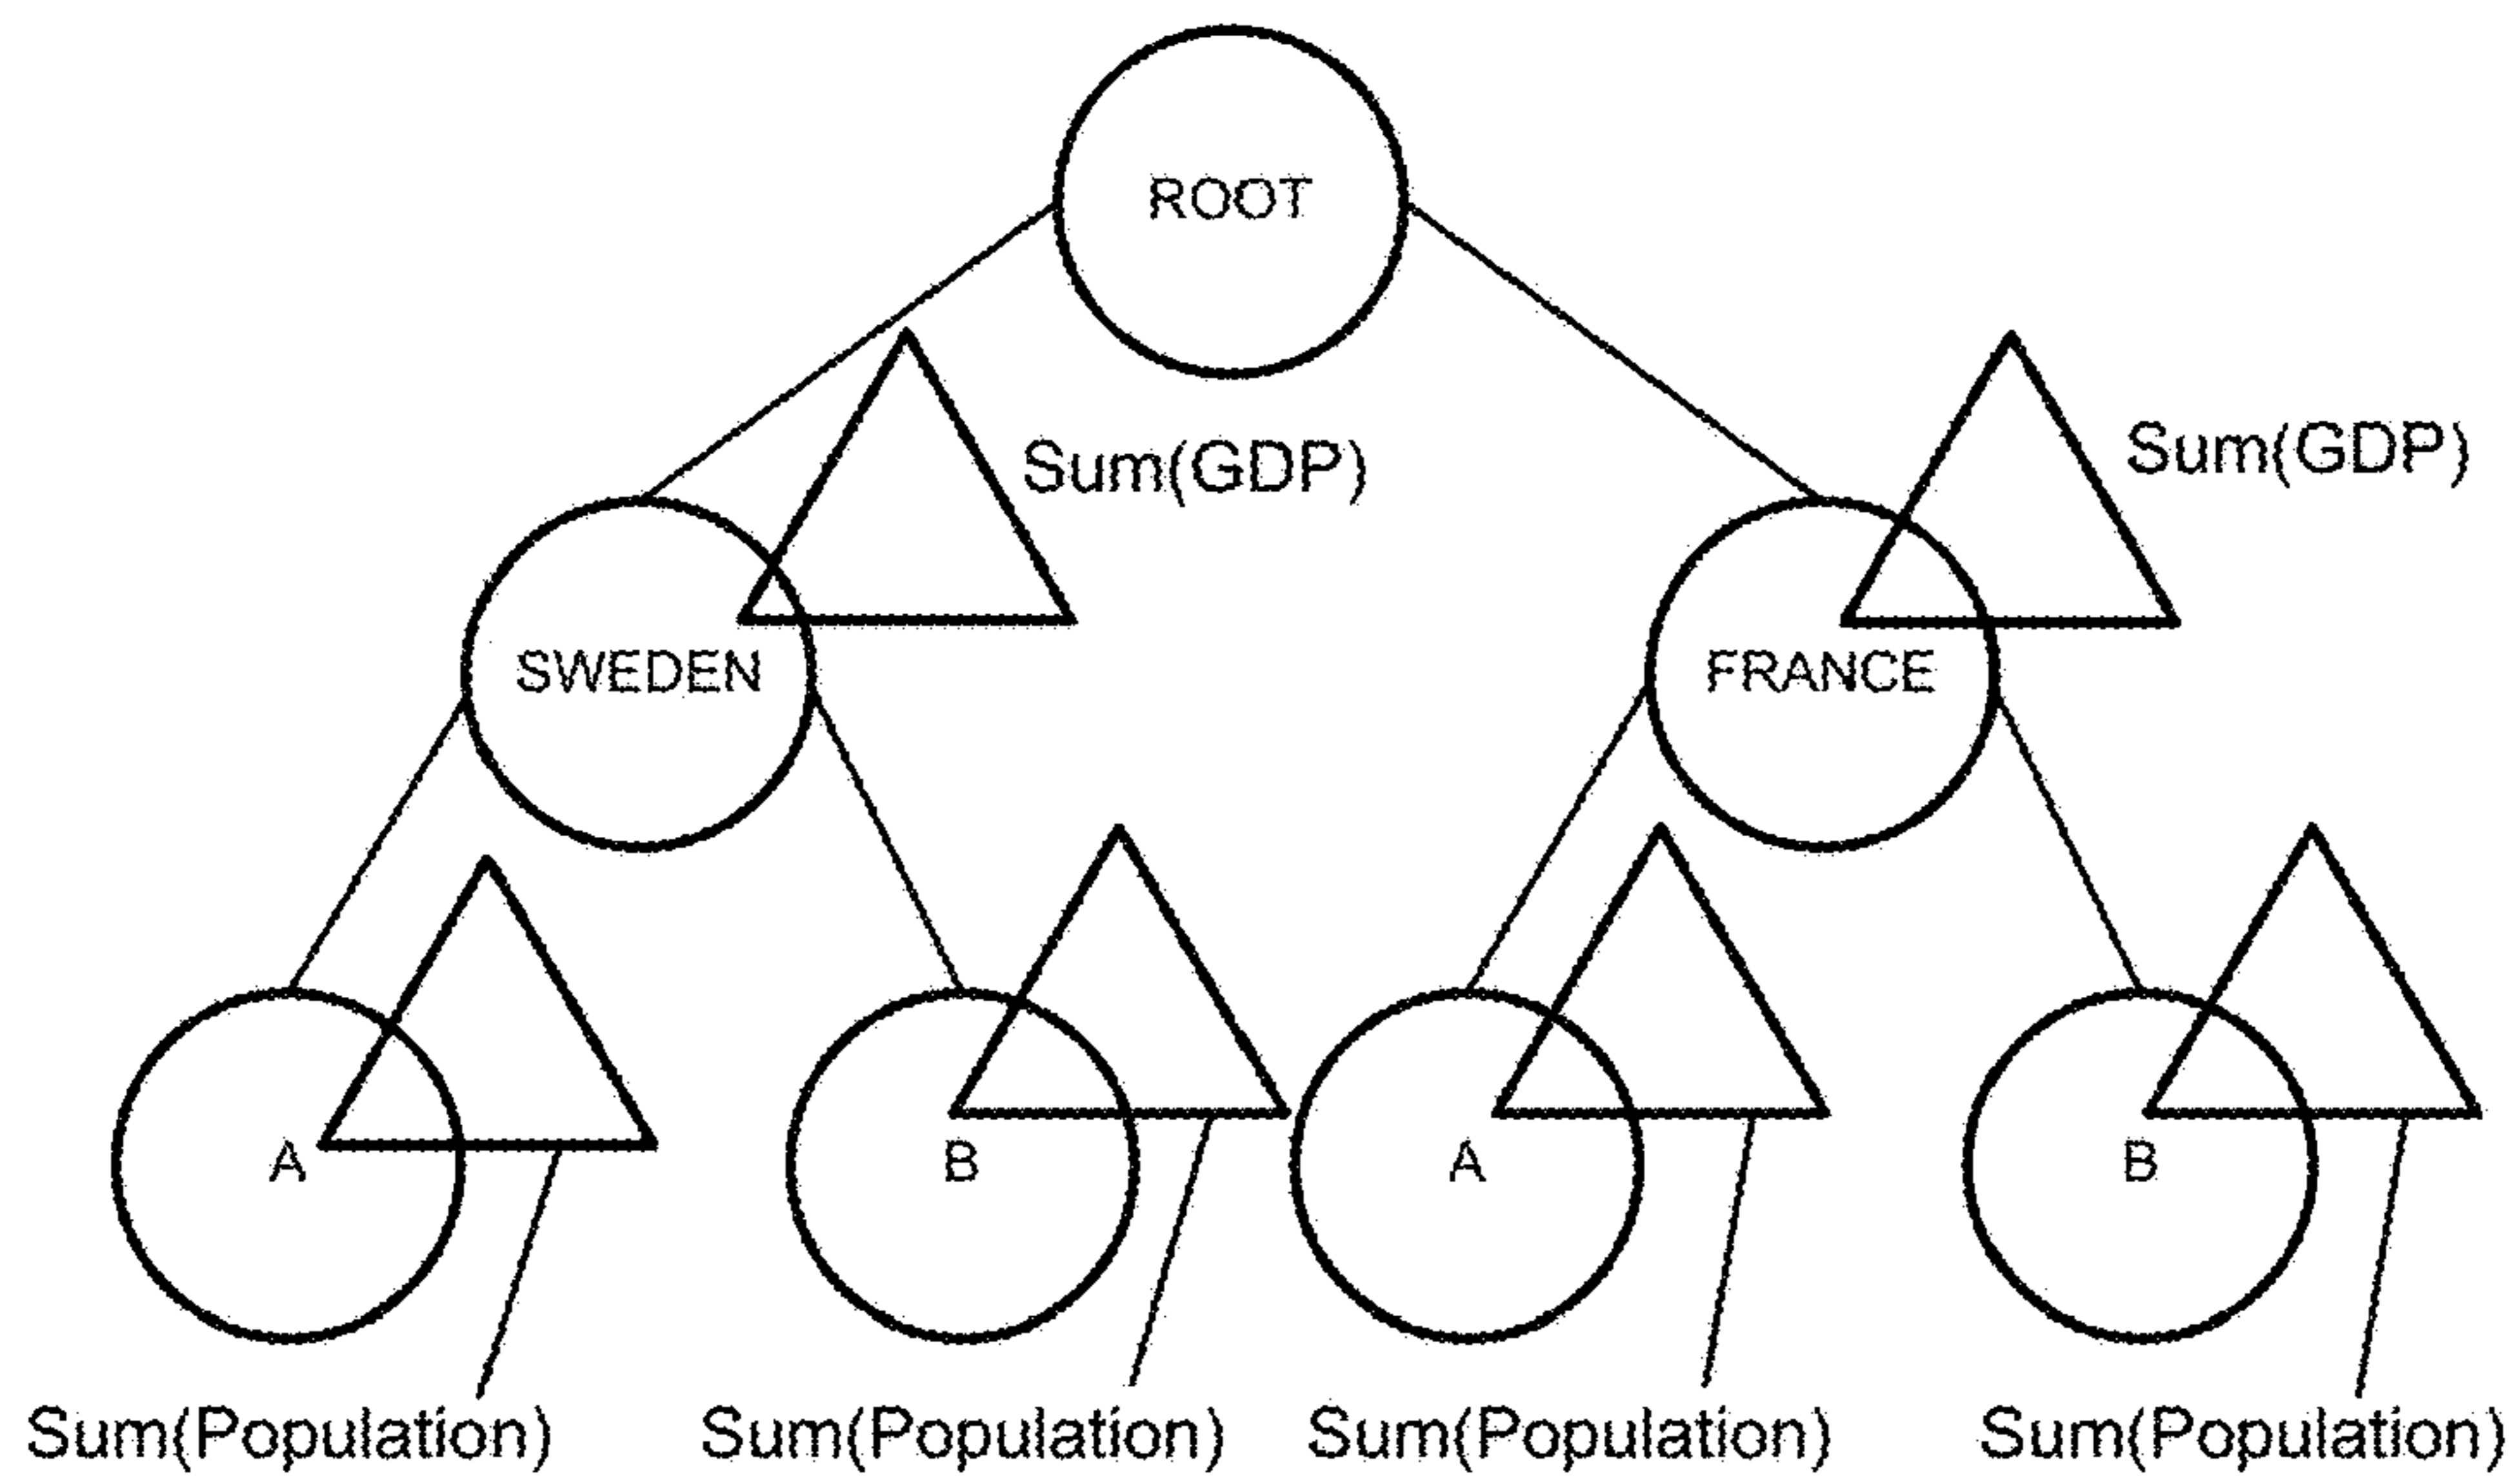 ROOT
Sum(GDP)
Sum(GDP)
SWEDEN
FRANCE
A
B
A
B
Sum(Population)
Sum(Population)
Sum(Population)
Sum(Population)